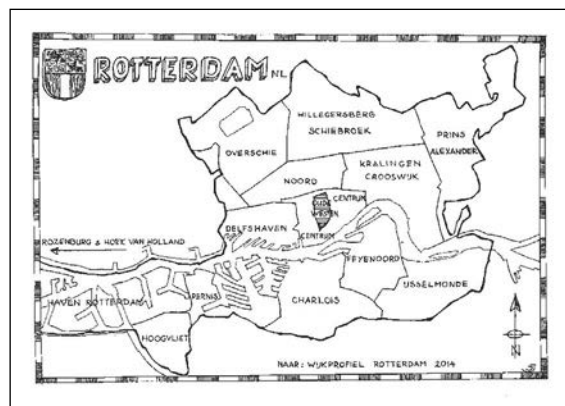 ROTTERDAM NL
HILLEGERSBERG
SCHIEBROEK
PRINS
ALEXANDER
OVERSCHIE
KRALINGEN
CROOSWIJK
NOORD
CENTRUM
OUDE
WESTEN
DELFSHAVEN
CENTRUM
ROZENBURG & HOEK VAN HOLLAND
FEYENOORD
IJSSELMONDE
HAVEN ROTTERDAM
PERNIS
CHARLOIS
HOOGVLIET
N
NAAR: WIJKPROFIEL ROTTERDAM 2014